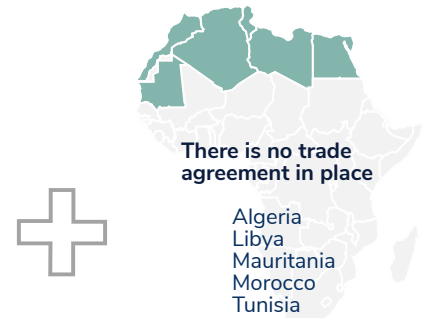 There is no trade
agreement in place
Algeria
Libya
Mauritania
Morocco
Tunisia